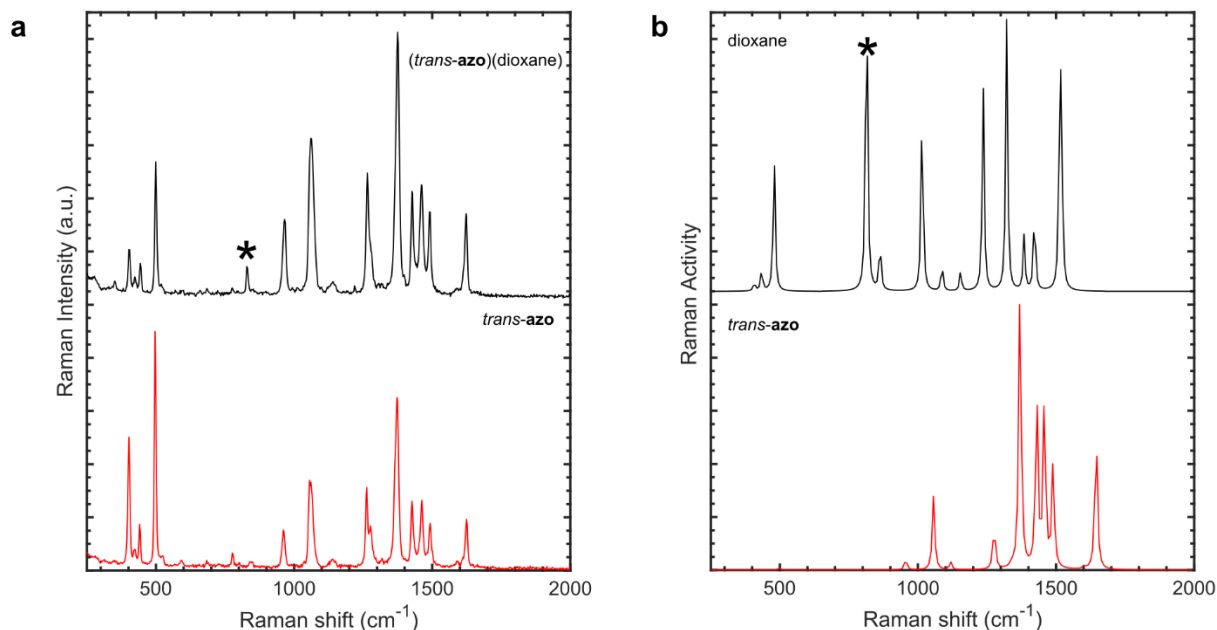 a
(trans-azo)(dioxane)
*
trans-azo
Raman Intensity (a.u.)
500 1000 1500 2000
Raman shift (cm⁻¹)
b
dioxane
*
trans-azo
Raman Activity
500 1000 1500 2000
Raman shift (cm⁻¹)